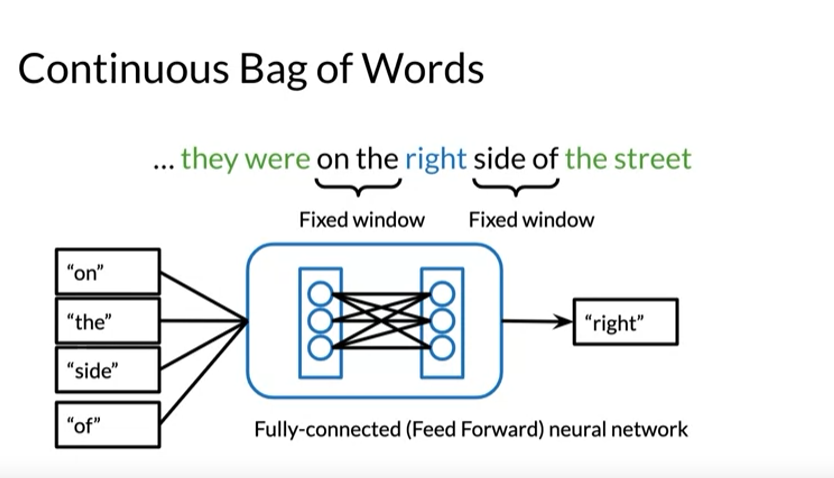 Continuous Bag of Words
... they were on the right side of the street
Fixed window
Fixed window
“on”
“the”
“side”
“of”
“right”
Fully-connected (Feed Forward) neural network